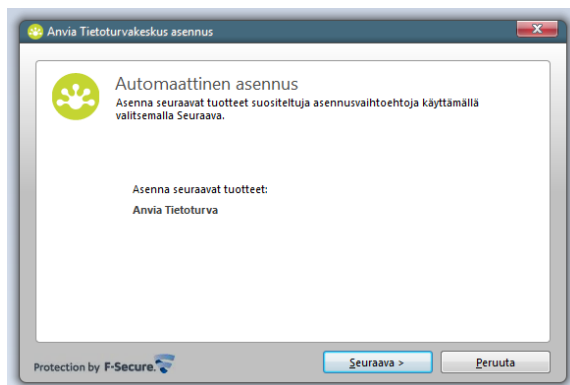 Anvia Tietoturvakeskus asennus
Automaattinen asennus
Asenna seuraavat tuotteet suositeltuja asennusvaihtoehtoja käyttämällä
valitsemalla Seuraava.
Asenna seuraavat tuotteet:
Anvia Tietoturva
Protection by F-Secure.
Seuraava >
Peruuta